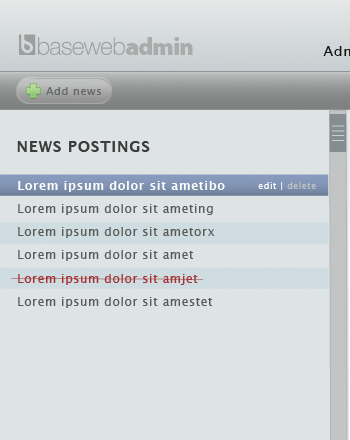 basewebadmin
Adm
Add news
NEWS POSTINGS
Lorem ipsum dolor sit ametibo edit | delete
Lorem ipsum dolor sit ameting
Lorem ipsum dolor sit ametorx
Lorem ipsum dolor sit amet
Lorem ipsum dolor sit amjet
Lorem ipsum dolor sit amestet